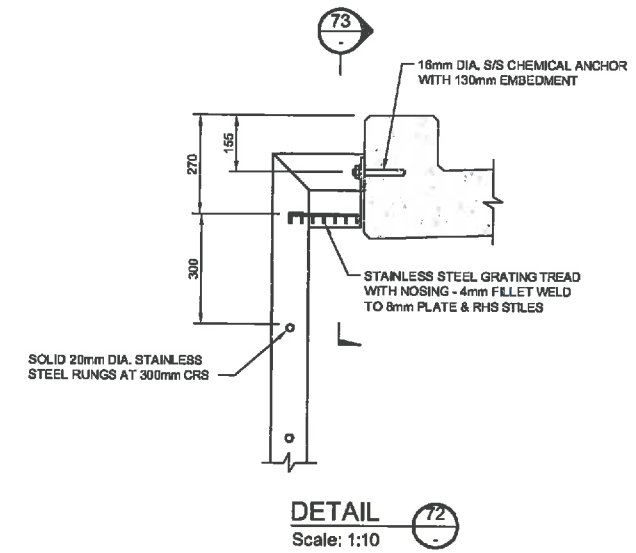 73
-
16mm DIA. S/S CHEMICAL ANCHOR
WITH 130mm EMBEDMENT
155
270
300
STAINLESS STEEL GRATING TREAD
WITH NOSING - 4mm FILLET WELD
TO 8mm PLATE & RHS STILES
SOLID 20mm DIA. STAINLESS
STEEL RUNGS AT 300mm CRS
DETAIL
72
-
Scale: 1:10